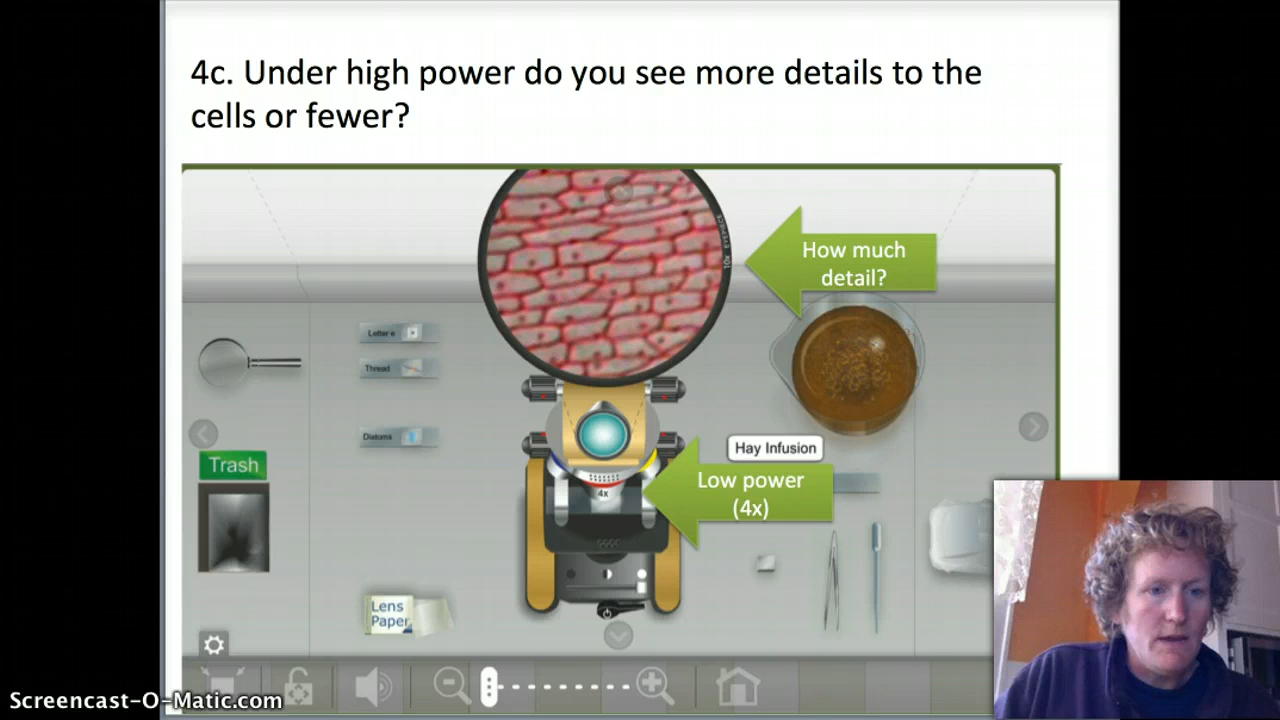 4c. Under high power do you see more details to the
cells or fewer?
10x
How much
detail?
Letter e
Thread
Diatoms
Hay Infusion
Trash
Low power
(4x)
4x
Lens
Paper
Screencast-O-Matic.com